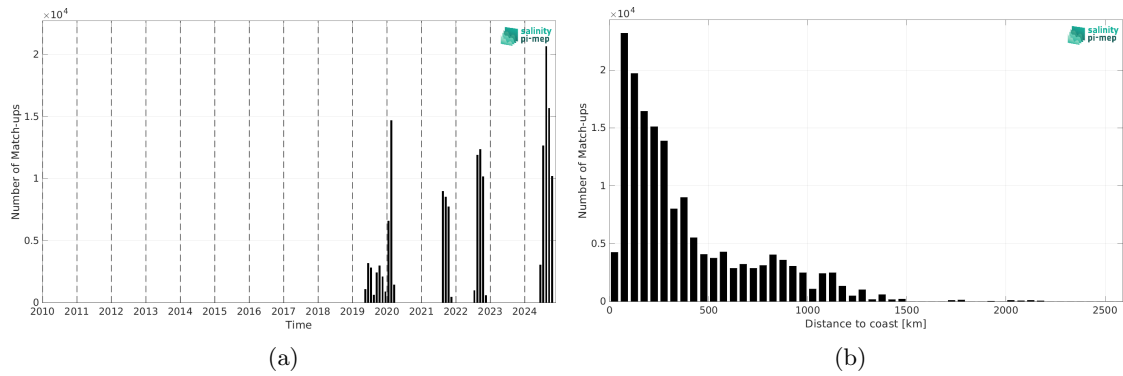 ×10⁴
salinity
pi-mep
2
1.5
1
0.5
0
Number of Match-ups
2010 2011 2012 2013 2014 2015 2016 2017 2018 2019 2020 2021 2022 2023 2024
Time
(a)
×10⁴
salinity
pi-mep
2
1.5
1
0.5
0
Number of Match-ups
0 500 1000 1500 2000 2500
Distance to coast [km]
(b)